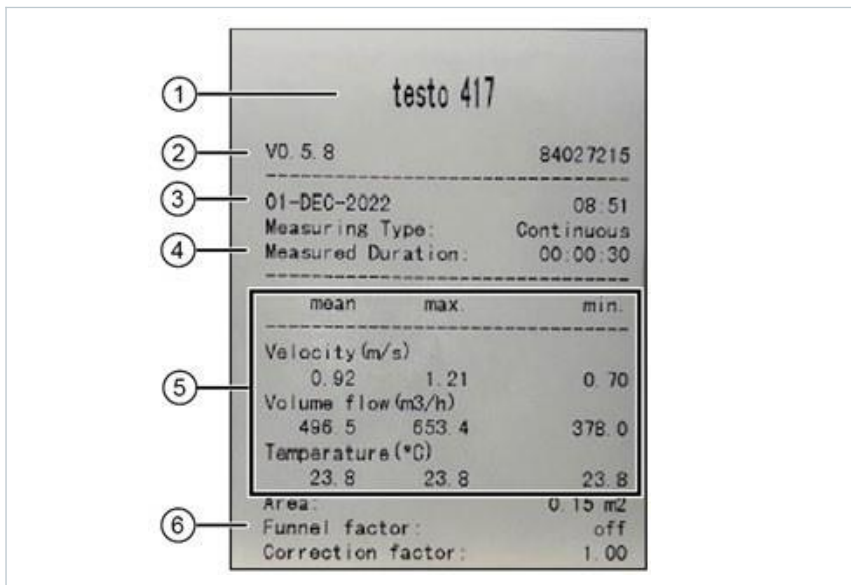 testo 417
V0.5.8 84027215
01-DEC-2022 08:51
Measuring Type: Continuous
Measured Duration: 00:00:30
mean max. min.
Velocity(m/s)
0.92 1.21 0.70
Volume flow(m3/h)
496.5 653.4 378.0
Temperature(°C)
23.8 23.8 23.8
Area: 0.15 m2
Funnel factor: off
Correction factor: 1.00
1
2
3
4
5
6